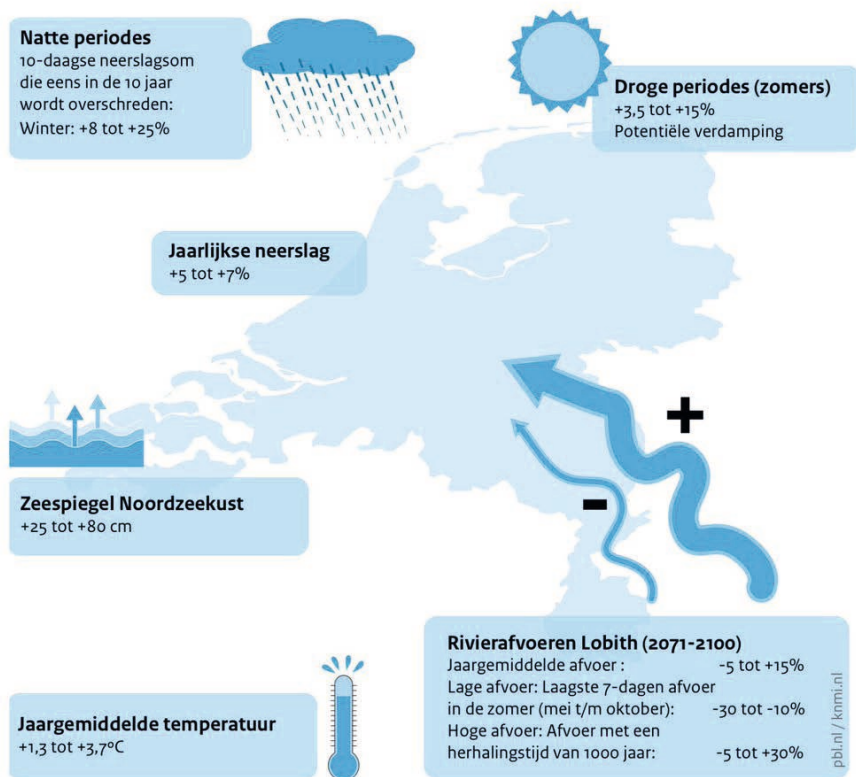 Natte periodes
10-daagse neerslagsom
die eens in de 10 jaar
wordt overschreden:
Winter: +8 tot +25%
Droge periodes (zomers)
+3,5 tot +15%
Potentiële verdamping
Jaarlijkse neerslag
+5 tot +7%
+
-
Zeespiegel Noordzeekust
+25 tot +80 cm
Jaargemiddelde temperatuur
+1,3 tot +3,7ºC
Rivierafvoeren Lobith (2071-2100)
Jaargemiddelde afvoer : -5 tot +15%
Lage afvoer: Laagste 7-dagen afvoer
in de zomer (mei t/m oktober): -30 tot -10%
Hoge afvoer: Afvoer met een
herhalingstijd van 1000 jaar: -5 tot +30%
pbl.nl / knmi.nl